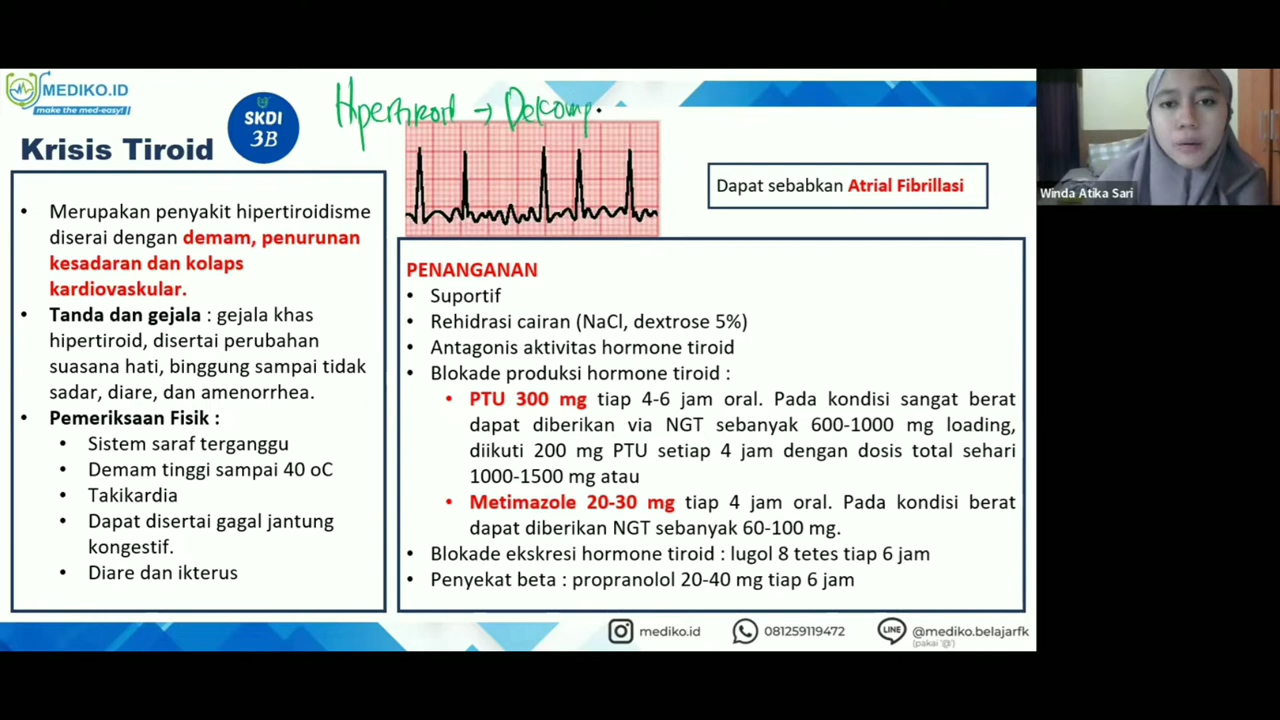 MEDIKO.ID
make the med-easy!
SKDI
3B
Hipertiroid → Dekomp
Krisis Tiroid
Dapat sebabkan Atrial Fibrillasi
Winda Atika Sari
• Merupakan penyakit hipertiroidisme
diserai dengan demam, penurunan
kesadaran dan kolaps
kardiovaskular.
• Tanda dan gejala : gejala khas
hipertiroid, disertai perubahan
suasana hati, binggung sampai tidak
sadar, diare, dan amenorrhea.
• Pemeriksaan Fisik :
• Sistem saraf terganggu
• Demam tinggi sampai 40 oC
• Takikardia
• Dapat disertai gagal jantung
kongestif.
• Diare dan ikterus
PENANGANAN
• Suportif
• Rehidrasi cairan (NaCl, dextrose 5%)
• Antagonis aktivitas hormone tiroid
• Blokade produksi hormone tiroid :
• PTU 300 mg tiap 4-6 jam oral. Pada kondisi sangat berat
dapat diberikan via NGT sebanyak 600-1000 mg loading,
diikuti 200 mg PTU setiap 4 jam dengan dosis total sehari
1000-1500 mg atau
• Metimazole 20-30 mg tiap 4 jam oral. Pada kondisi berat
dapat diberikan NGT sebanyak 60-100 mg.
• Blokade ekskresi hormone tiroid : lugol 8 tetes tiap 6 jam
• Penyekat beta : propranolol 20-40 mg tiap 6 jam
mediko.id
081259119472
LINE
@mediko.belajarfk
(pakai '@')